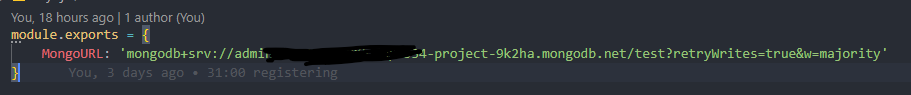 You, 18 hours ago | 1 author (You)
module.exports = {
MongoURL: 'mongodb+srv://admi 54-project-9k2ha.mongodb.net/test?retryWrites=true&w=majority'
} You, 3 days ago • 31:00 registering